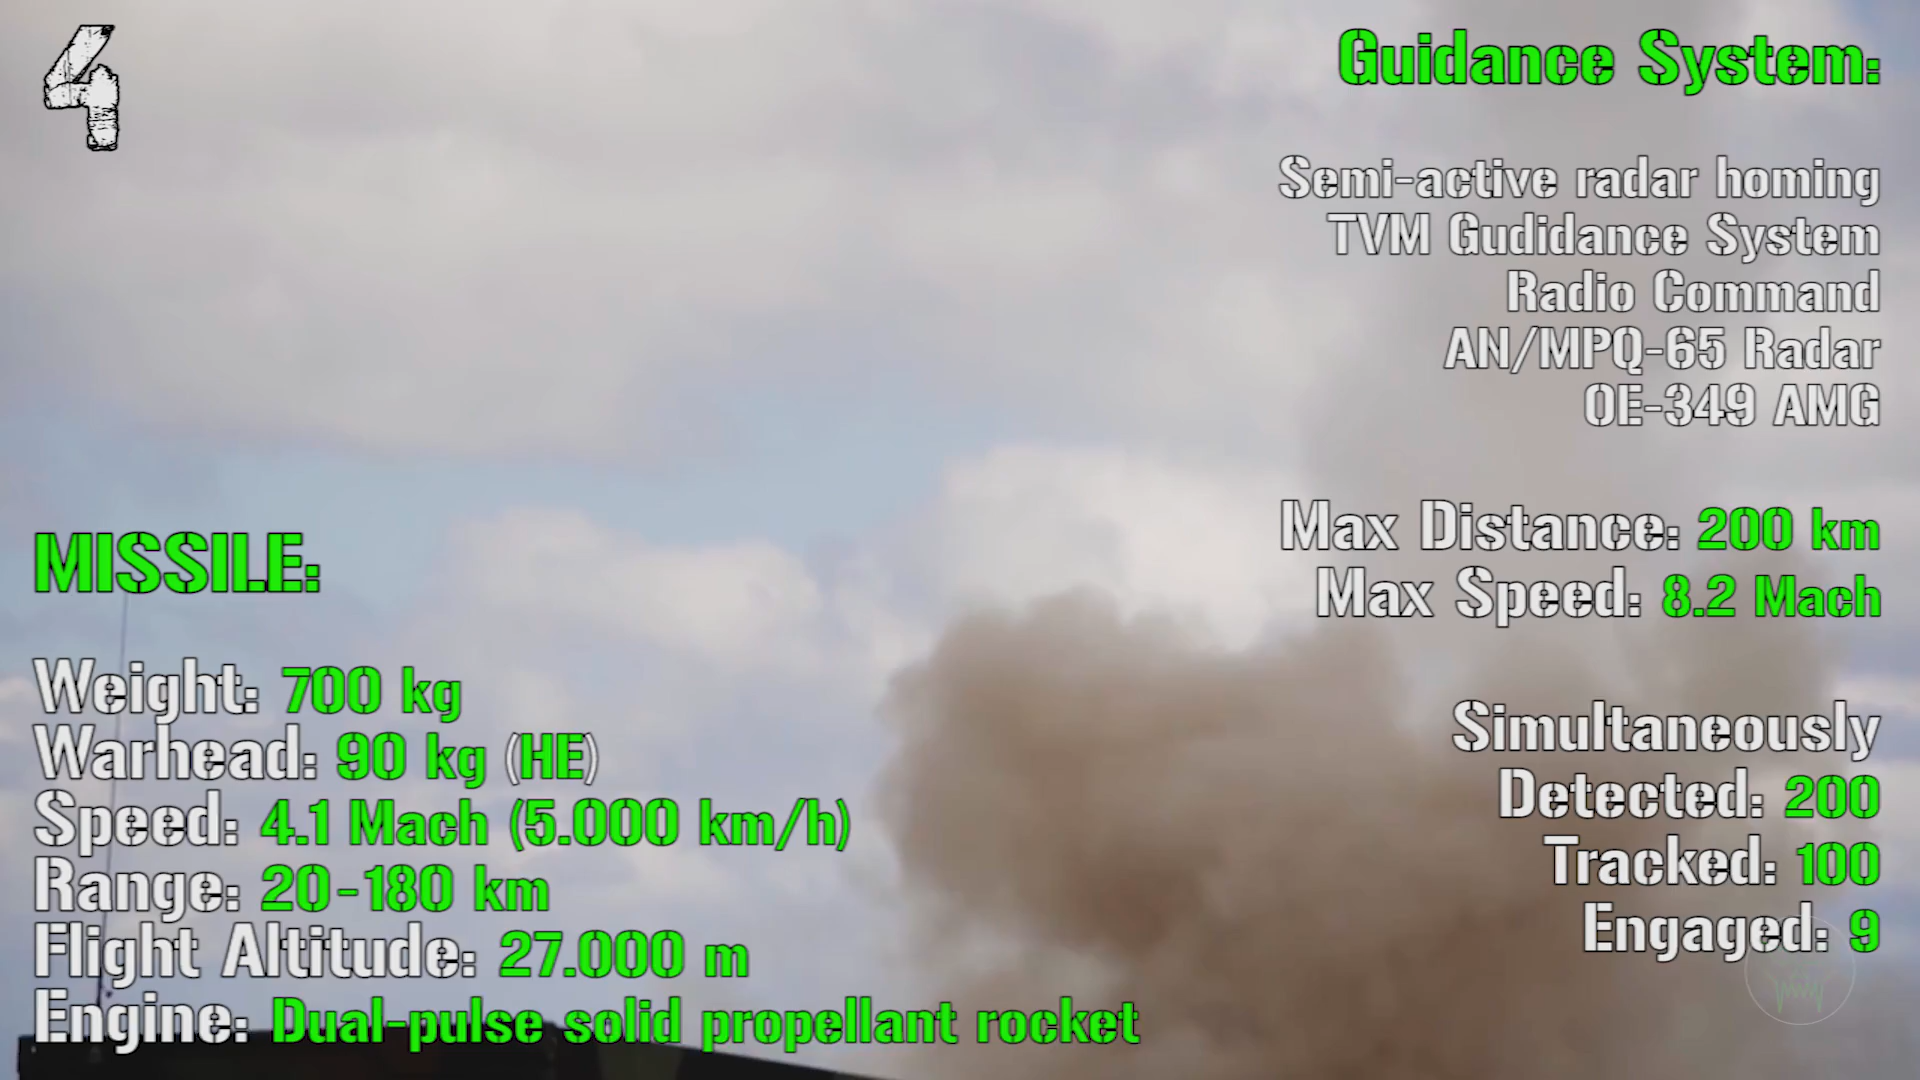 4
Guidance System:
Semi-active radar homing
TVM Gudidance System
Radio Command
AN/MPQ-65 Radar
OE-349 AMG
Max Distance: 200 km
Max Speed: 8.2 Mach
Simultaneously
Detected: 200
Tracked: 100
Engaged: 9
MISSILE:
Weight: 700 kg
Warhead: 90 kg (HE)
Speed: 4.1 Mach (5.000 km/h)
Range: 20-180 km
Flight Altitude: 27.000 m
Engine: Dual-pulse solid propellant rocket